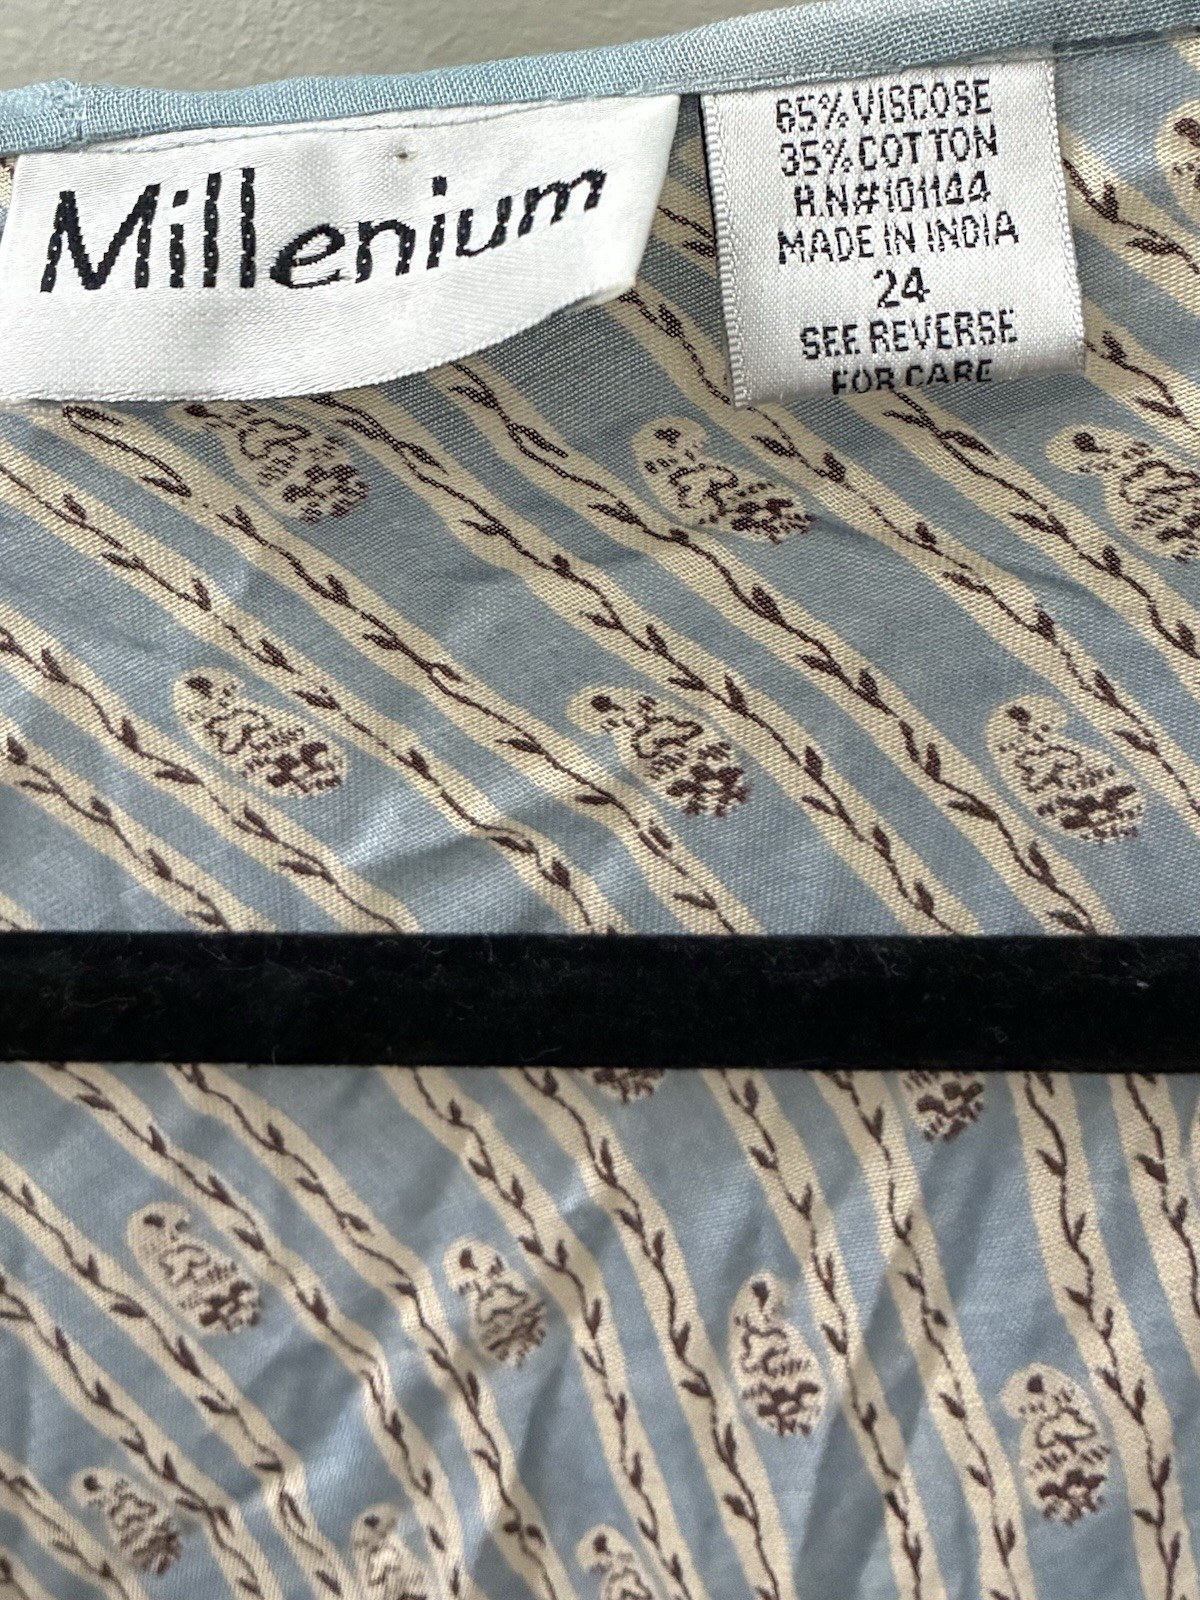 Millenium
65% VISCOSE
35% COTTON
R.N#101144
MADE IN INDIA
24
SEE REVERSE
FOR CARE